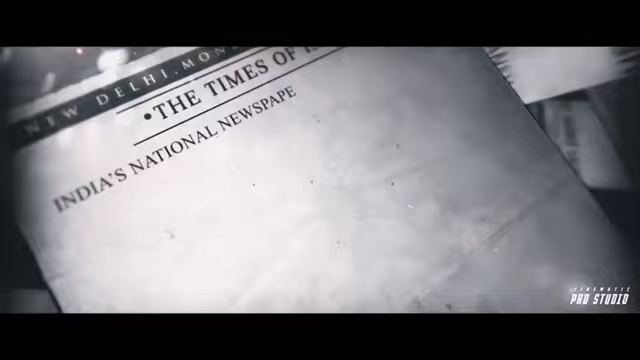 NEW DELHI.MON
•THE TIMES OF I
INDIA'S NATIONAL NEWSPAPE
CINEMATIC
PRO STUDIO